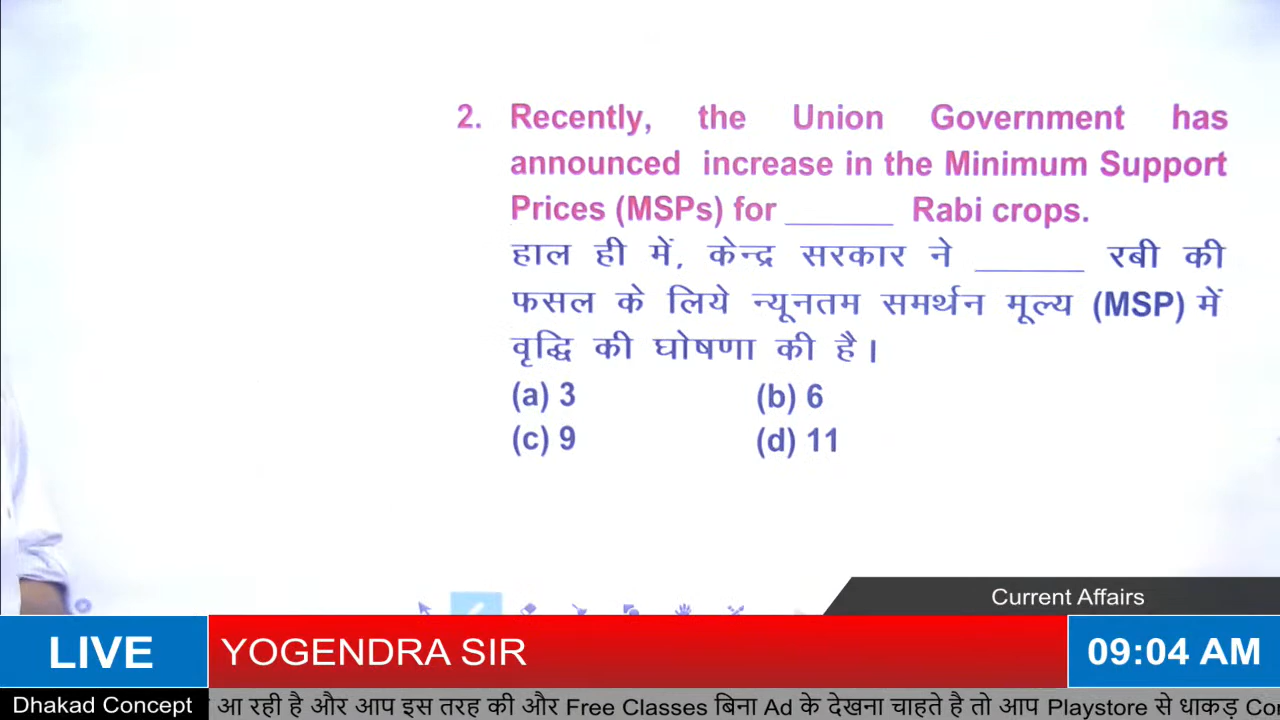 2. Recently, the Union Government has
announced increase in the Minimum Support
Prices (MSPs) for ______ Rabi crops.
हाल ही में, केन्द्र सरकार ने ______ रबी की
फसल के लिये न्यूनतम समर्थन मूल्य (MSP) में
वृद्धि की घोषणा की है।
(a) 3 (b) 6
(c) 9 (d) 11
Current Affairs
LIVE YOGENDRA SIR 09:04 AM
Dhakad Concept आ रही है और आप इस तरह की और Free Classes बिना Ad के देखना चाहते है तो आप Playstore से धाकड़